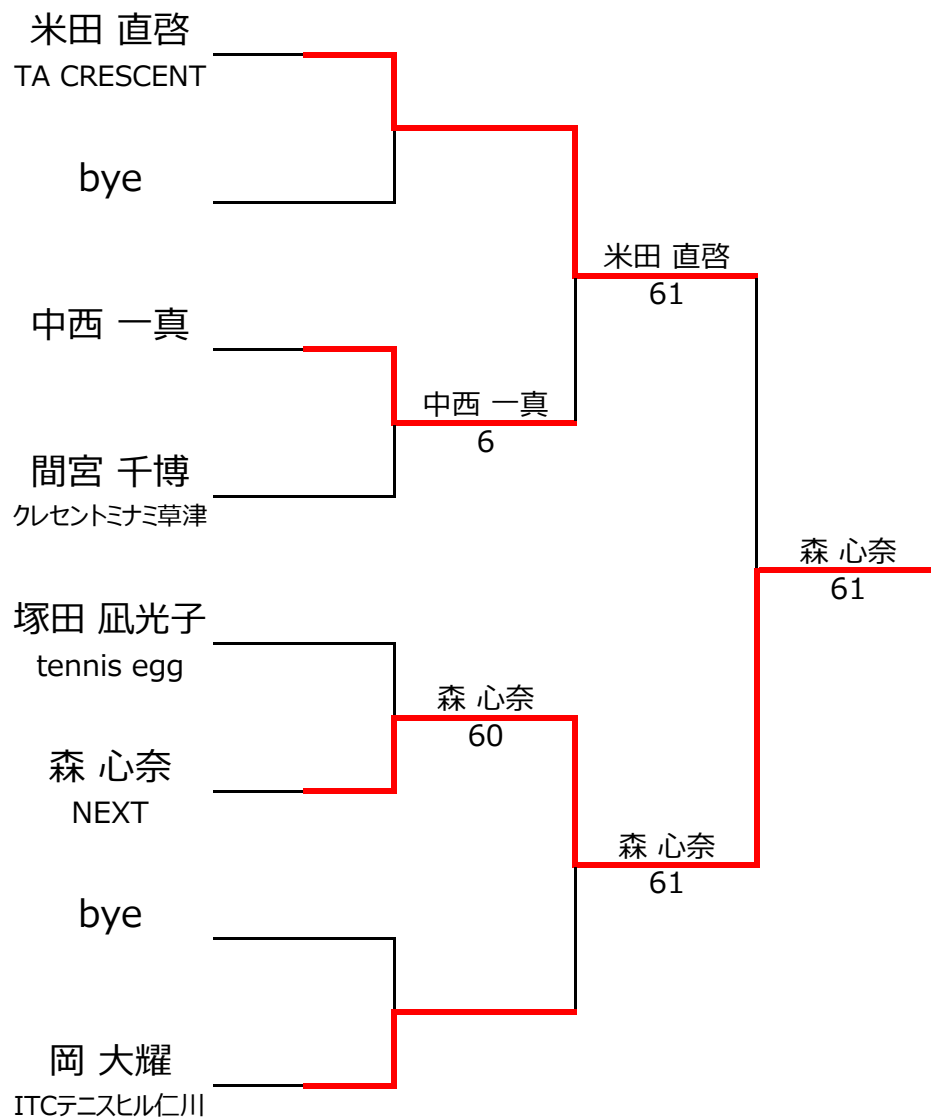 米田 直啓
TA CRESCENT
bye
中西 一真
間宮 千博
クレセントミナミ草津
塚田 凪光子
tennis egg
森 心奈
NEXT
bye
岡 大耀
ITCテニスヒル仁川
中西 一真
6
森 心奈
60
米田 直啓
61
森 心奈
61
森 心奈
61